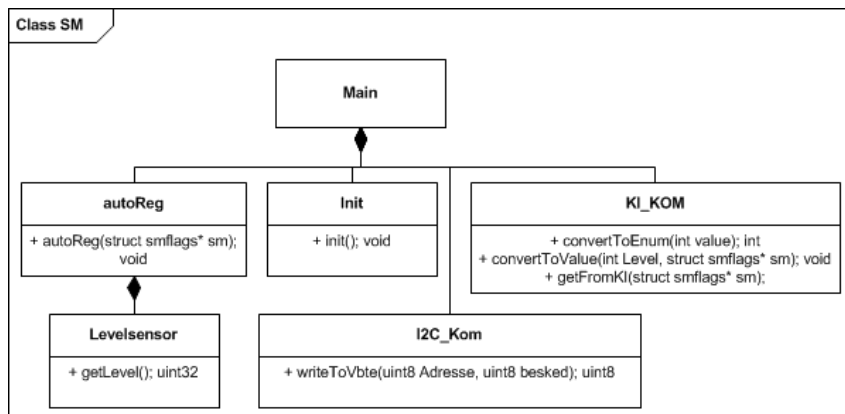 Class SM
Main
autoReg
+ autoReg(struct smflags* sm);
void
Init
+ init(); void
KI_KOM
+ convertToEnum(int value); int
+ convertToValue(int Level, struct smflags* sm); void
+ getFromKI(struct smflags* sm);
Levelsensor
+ getLevel(); uint32
I2C_Kom
+ writeToVbte(uint8 Adresse, uint8 besked); uint8